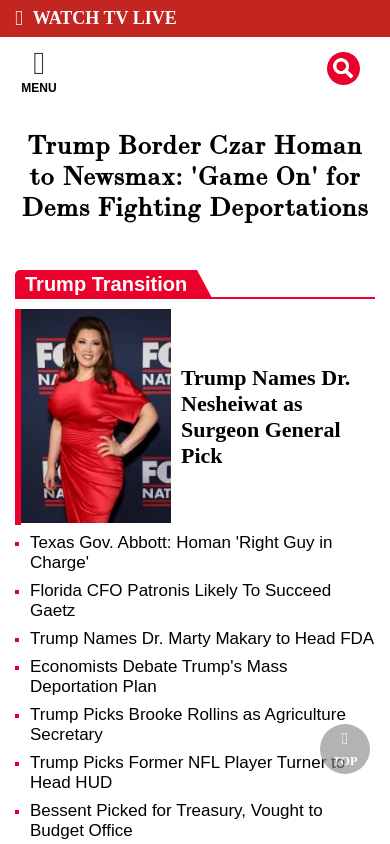 WATCH TV LIVE
MENU
Trump Border Czar Homan
to Newsmax: 'Game On' for
Dems Fighting Deportations
Trump Transition
Trump Names Dr.
Nesheiwat as
Surgeon General
Pick
Texas Gov. Abbott: Homan 'Right Guy in
Charge'
Florida CFO Patronis Likely To Succeed
Gaetz
Trump Names Dr. Marty Makary to Head FDA
Economists Debate Trump's Mass
Deportation Plan
Trump Picks Brooke Rollins as Agriculture
Secretary
Trump Picks Former NFL Player Turner to
Head HUD
TOP
Bessent Picked for Treasury, Vought to
Budget Office